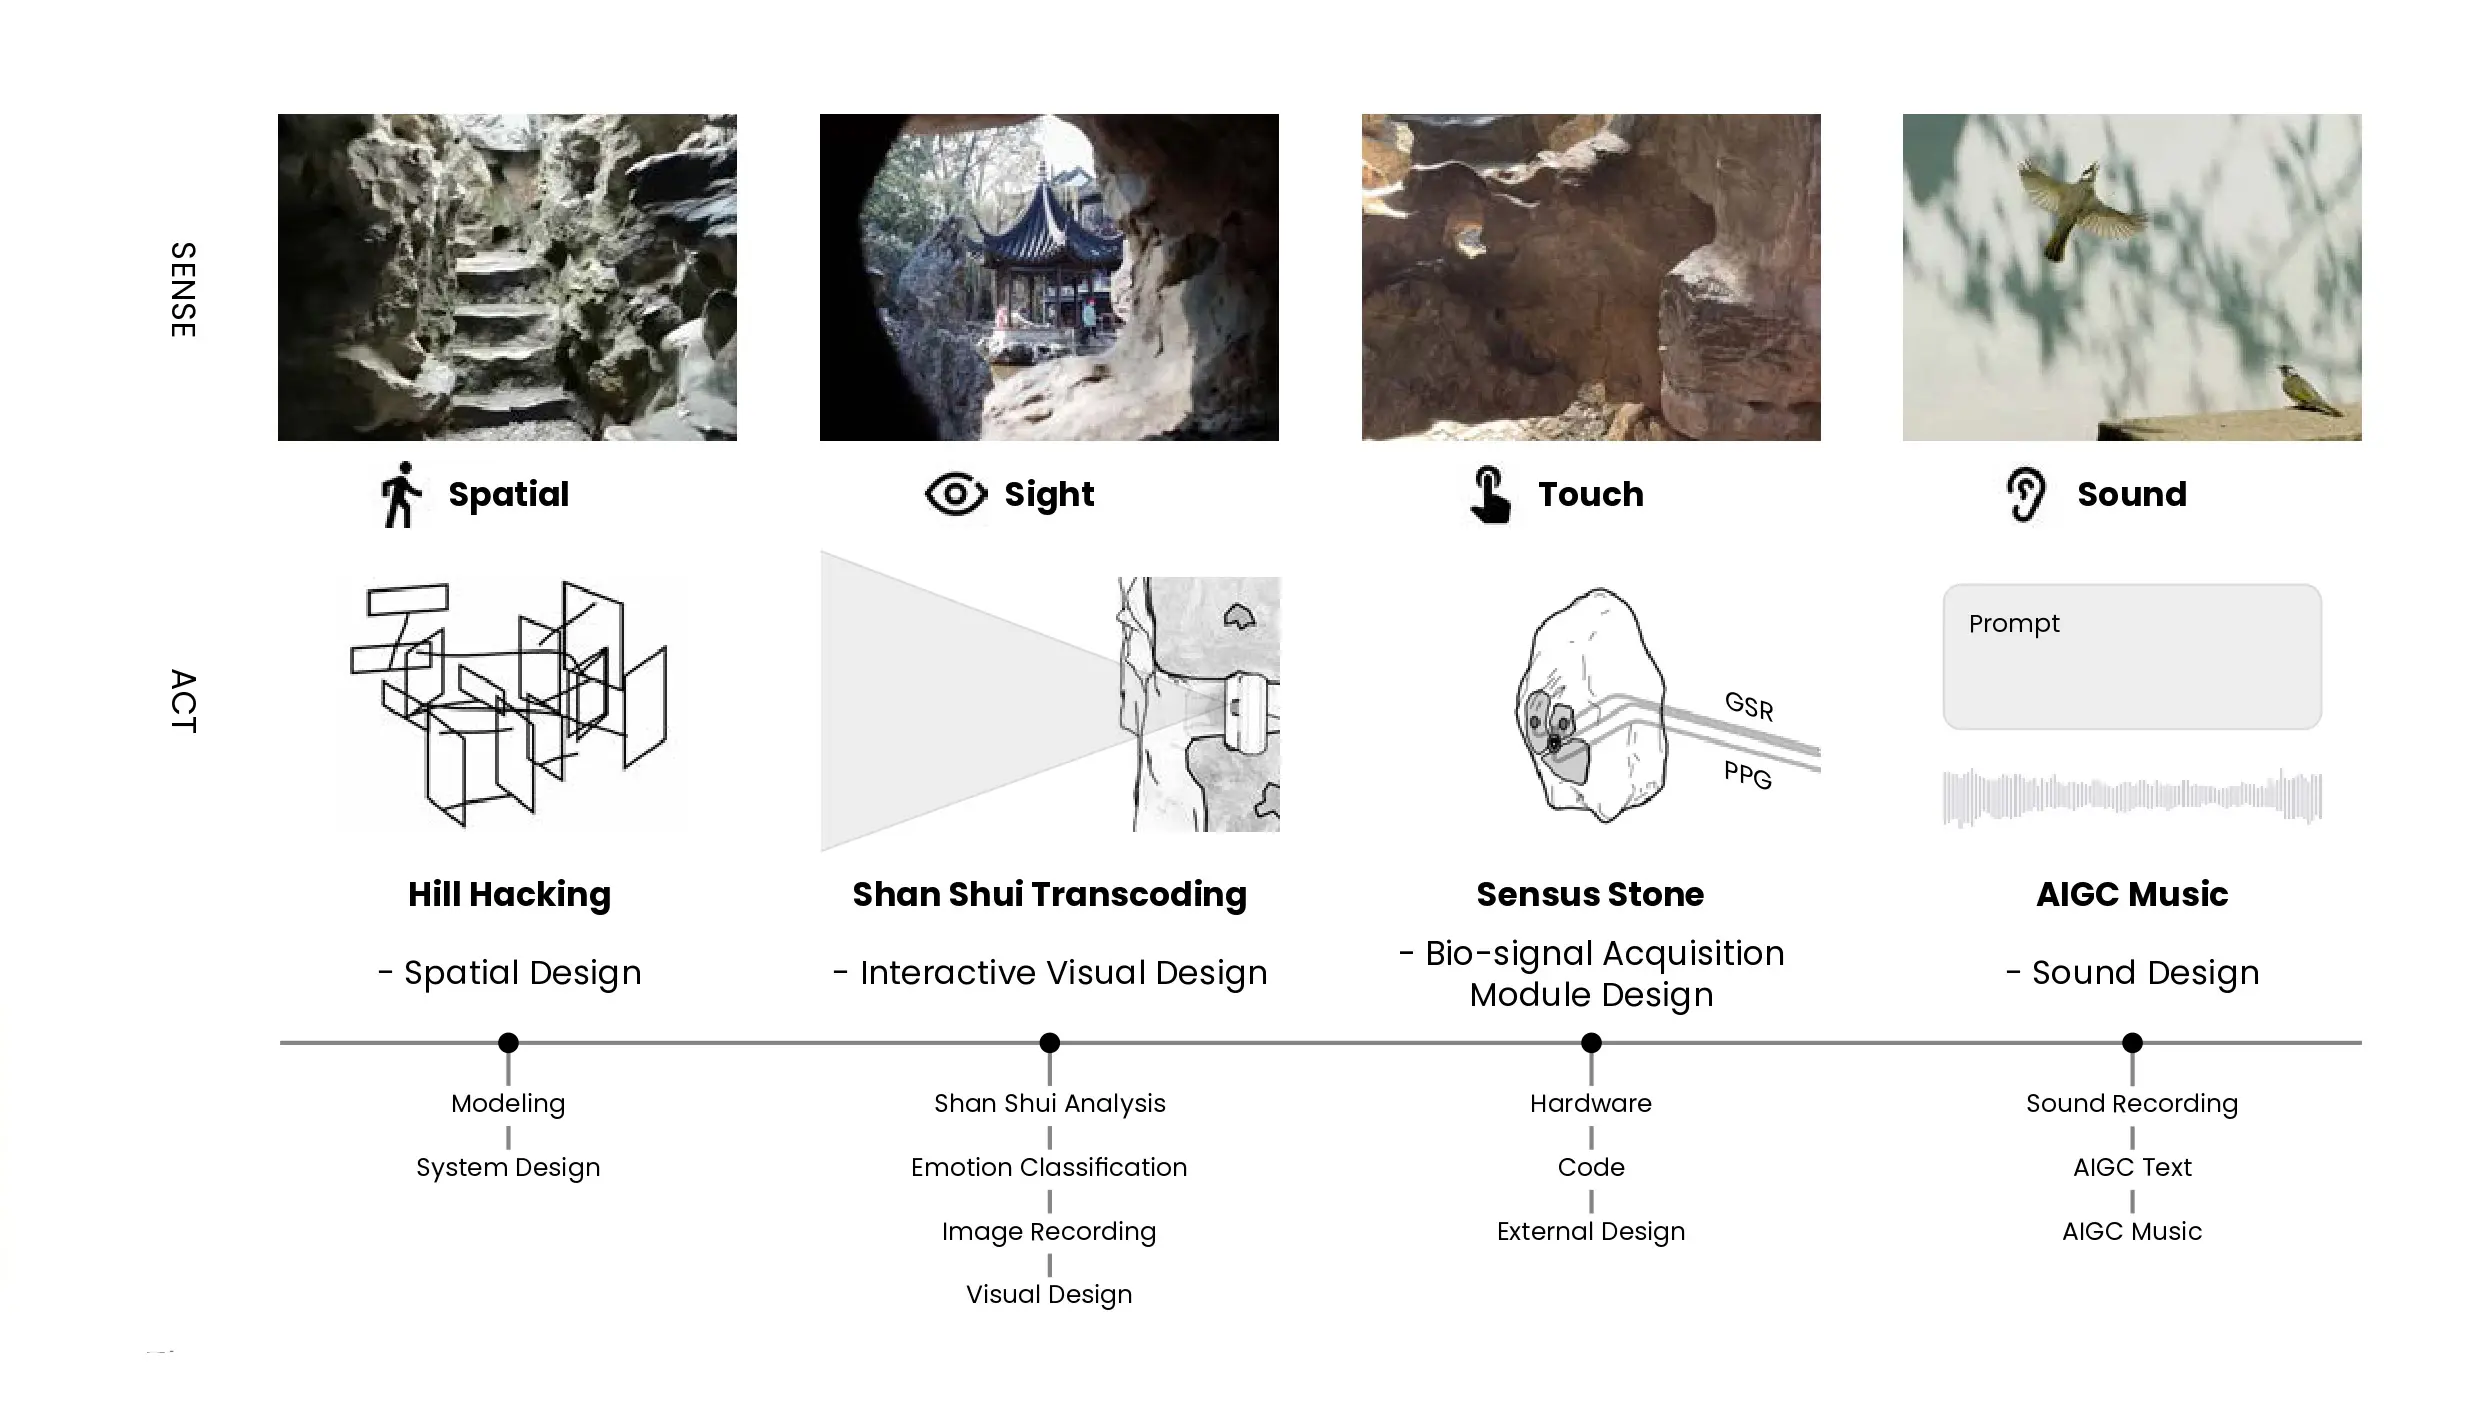 SENSE
Spatial
Sight
Touch
Sound
ACT
GSR
PPG
Prompt
Hill Hacking
Shan Shui Transcoding
Sensus Stone
AIGC Music
- Spatial Design
- Interactive Visual Design
- Bio-signal Acquisition
Module Design
- Sound Design
Modeling
System Design
Shan Shui Analysis
Emotion Classification
Image Recording
Visual Design
Hardware
Code
External Design
Sound Recording
AIGC Text
AIGC Music